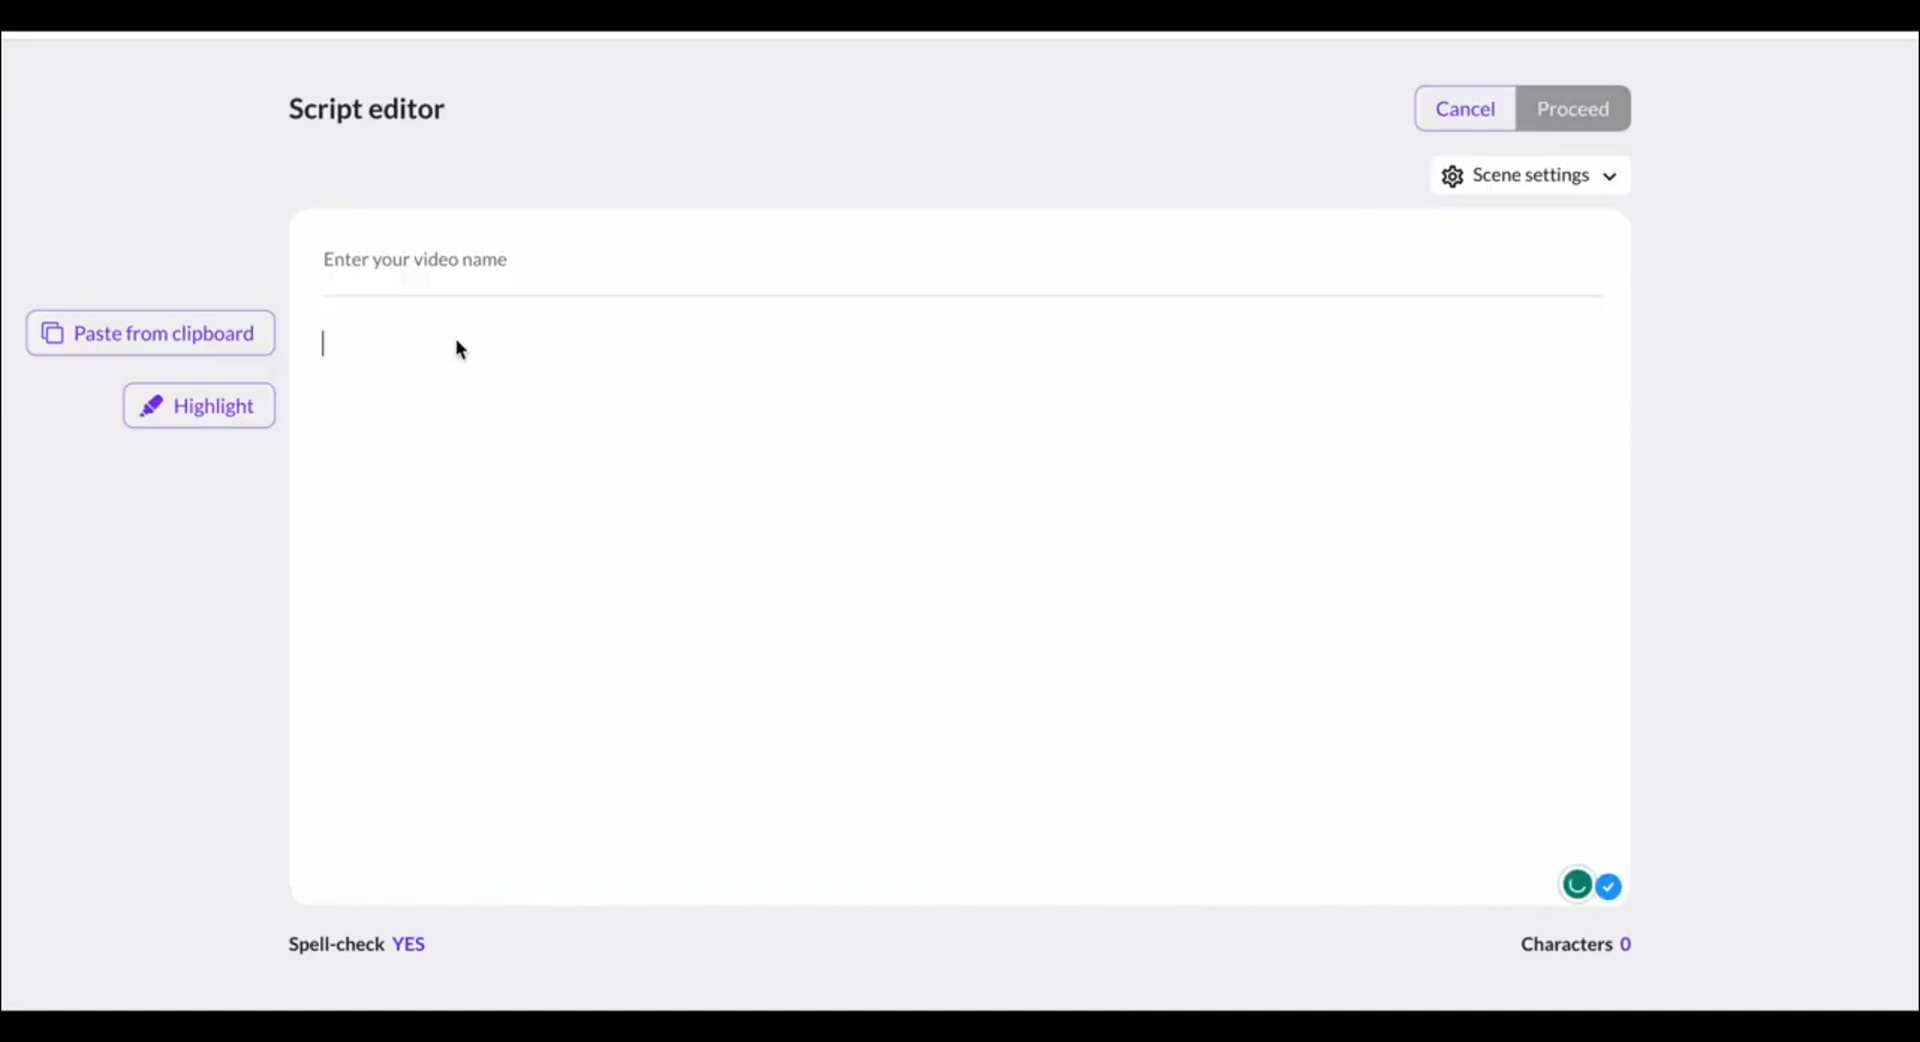 Script editor
Cancel
Proceed
Scene settings
Enter your video name
Paste from clipboard
Highlight
Spell-check YES
Characters 0